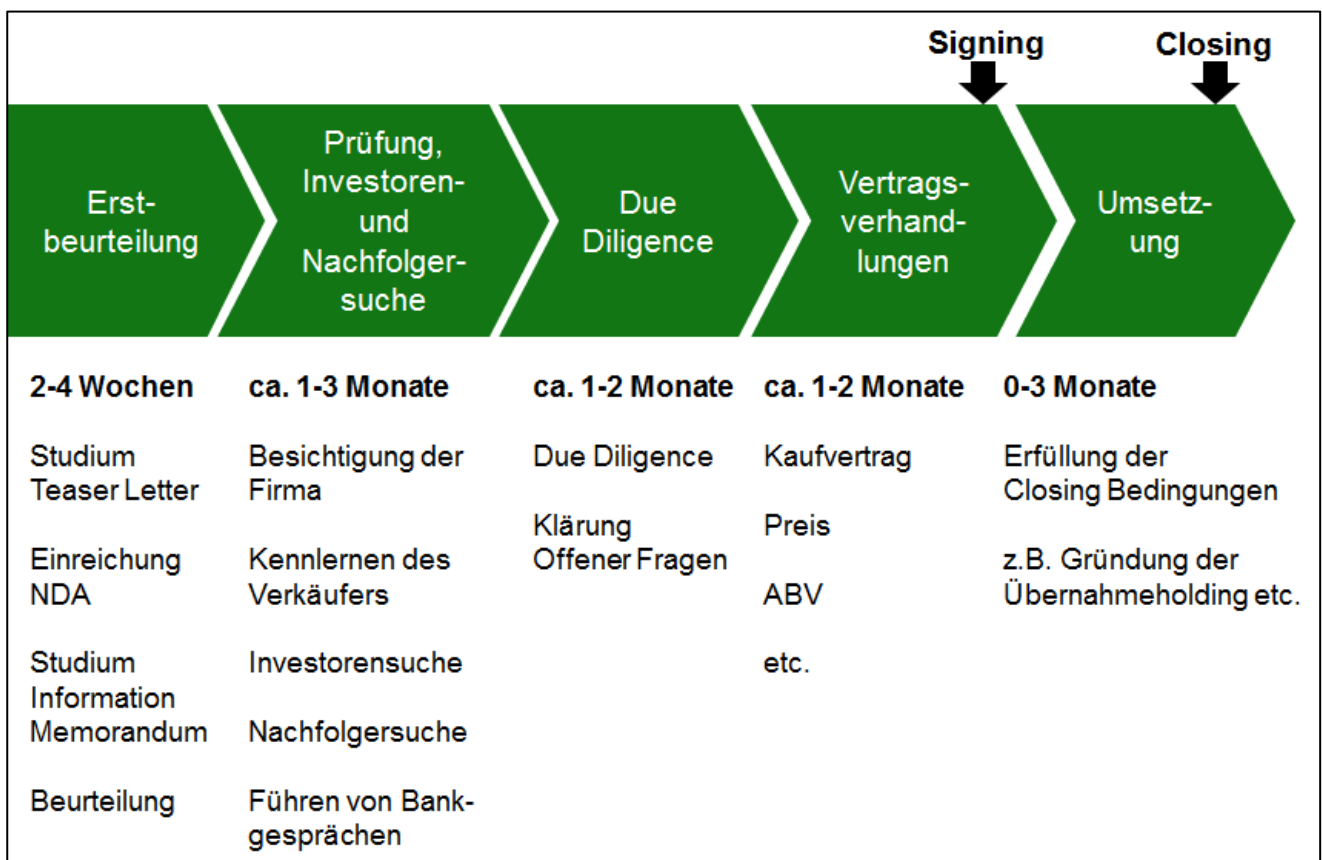 Signing
Closing
Erst-
beurteilung
Prüfung,
Investoren-
und
Nachfolger-
suche
Due
Diligence
Vertrags-
verhand-
lungen
Umsetz-
ung
2-4 Wochen
Studium
Teaser Letter
Einreichung
NDA
Studium
Information
Memorandum
Beurteilung
ca. 1-3 Monate
Besichtigung der
Firma
Kennlernen des
Verkäufers
Investorensuche
Nachfolgersuche
Führen von Bank-
gesprächen
ca. 1-2 Monate
Due Diligence
Klärung
Offener Fragen
ca. 1-2 Monate
Kaufvertrag
Preis
ABV
etc.
0-3 Monate
Erfüllung der
Closing Bedingungen
z.B. Gründung der
Übernahmeholding etc.